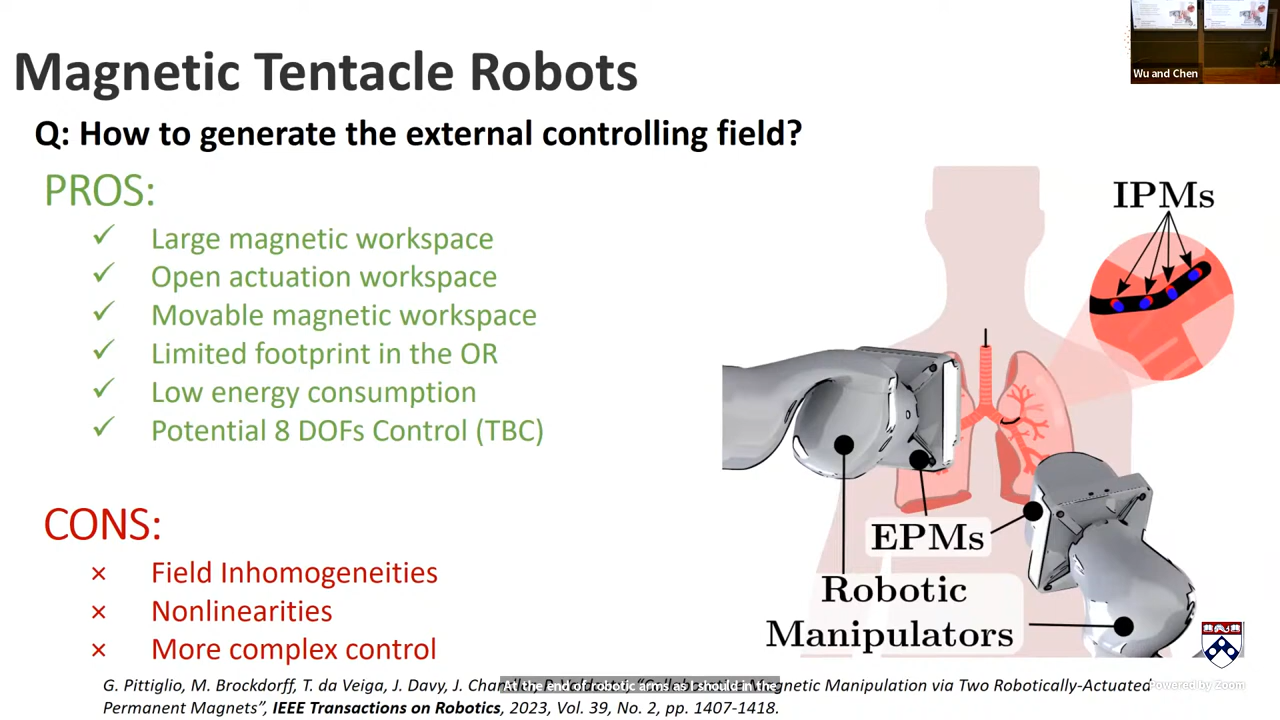 Magnetic Tentacle Robots
Wu and Chen
Q: How to generate the external controlling field?
PROS:
✓ Large magnetic workspace
✓ Open actuation workspace
✓ Movable magnetic workspace
✓ Limited footprint in the OR
✓ Low energy consumption
✓ Potential 8 DOFs Control (TBC)
CONS:
× Field Inhomogeneities
× Nonlinearities
× More complex control
IPMs
EPMs
Robotic
Manipulators
G. Pittiglio, M. Brockdorff, T. da Veiga, J. Davy, J. Magnetic Manipulation via Two Robotically-Actuated
Permanent Magnets”, IEEE Transactions on Robotics, 2023, Vol. 39, No. 2, pp. 1407-1418.
At the end of robotic arms as I should in the
Powered by Zoom